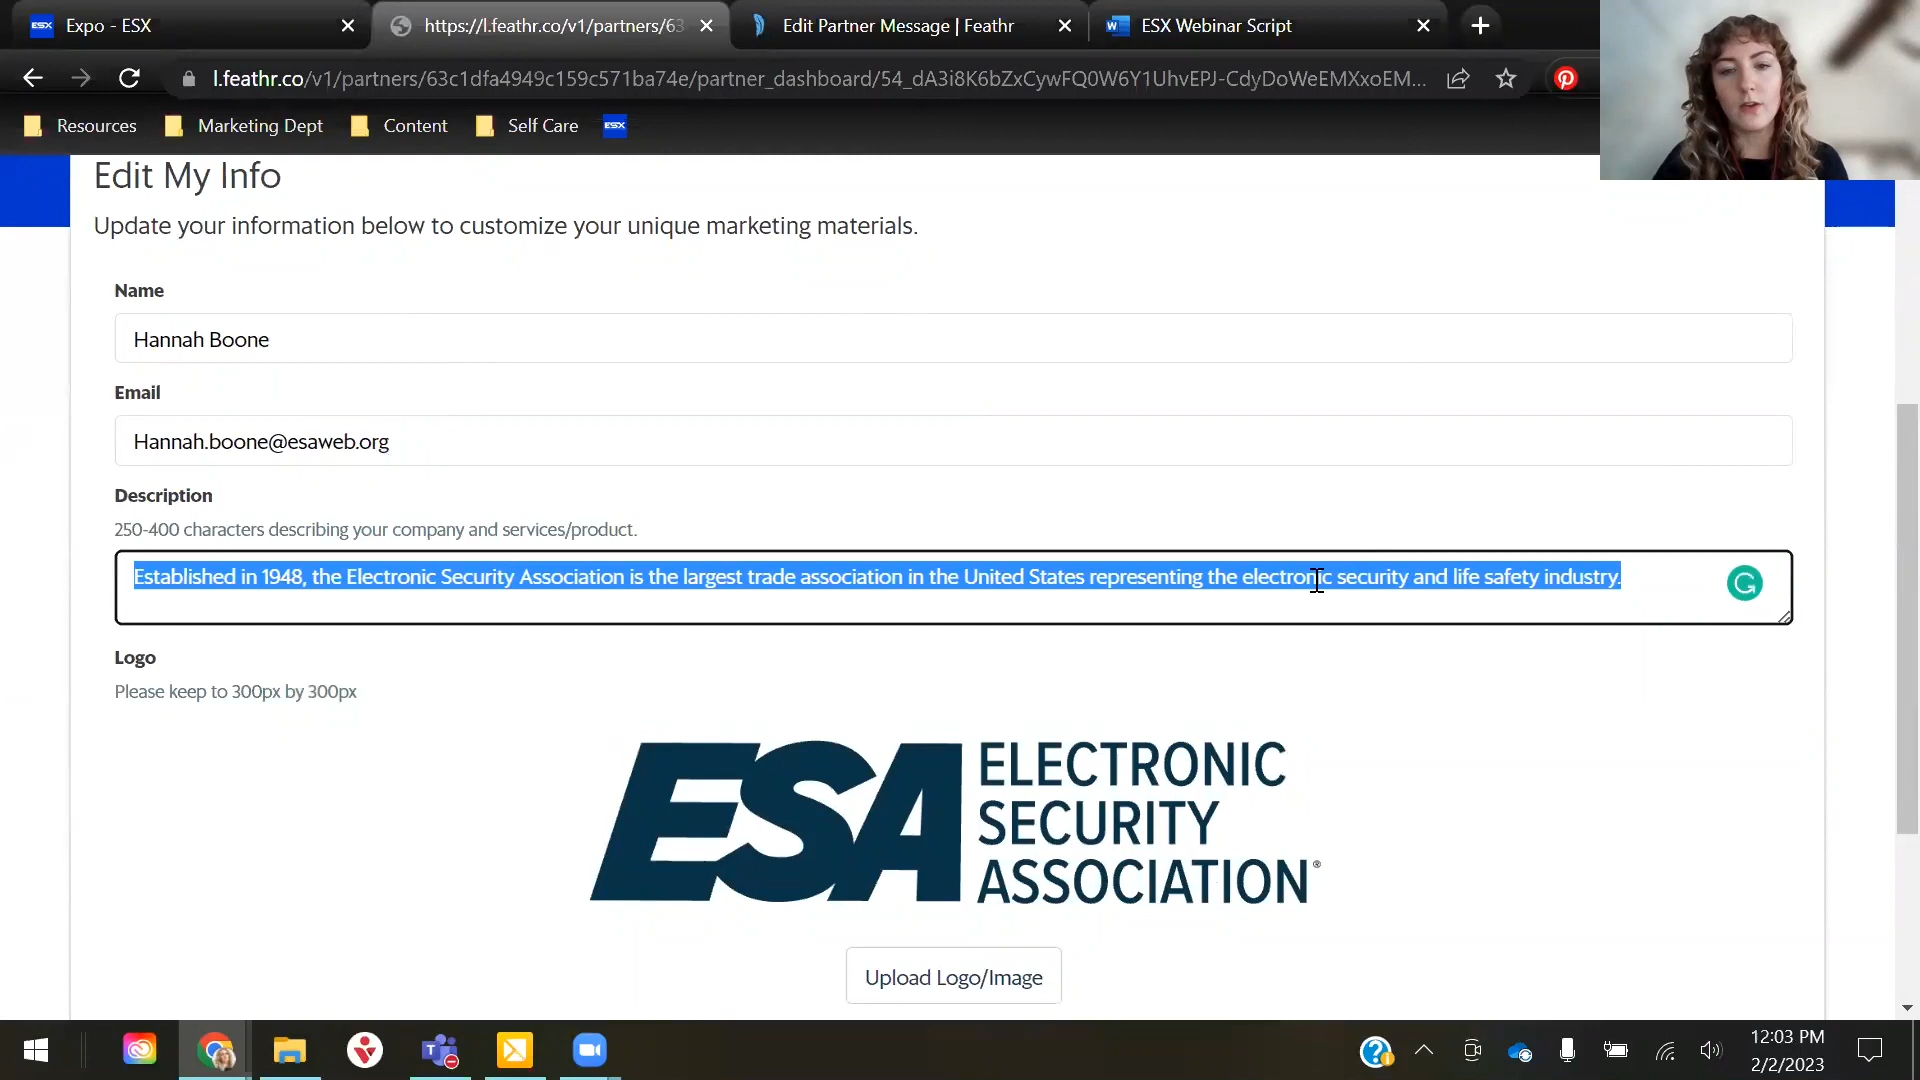 Expo - ESX
https://l.feathr.co/v1/partners/63
Edit Partner Message | Feathr
ESX Webinar Script
l.feathr.co/v1/partners/63c1dfa4949c159c571ba74e/partner_dashboard/54_dA3i8K6bZxCywFQ0W6Y1UhvEPJ-CdyDoWeEMXxoEM...
Resources
Marketing Dept
Content
Self Care
ESX
Edit My Info
Update your information below to customize your unique marketing materials.
Name
Hannah Boone
Email
Hannah.boone@esaweb.org
Description
250-400 characters describing your company and services/product.
Established in 1948, the Electronic Security Association is the largest trade association in the United States representing the electronic security and life safety industry.
Logo
Please keep to 300px by 300px
ESA ELECTRONIC
SECURITY
ASSOCIATION®
Upload Logo/Image
12:03 PM
2/2/2023